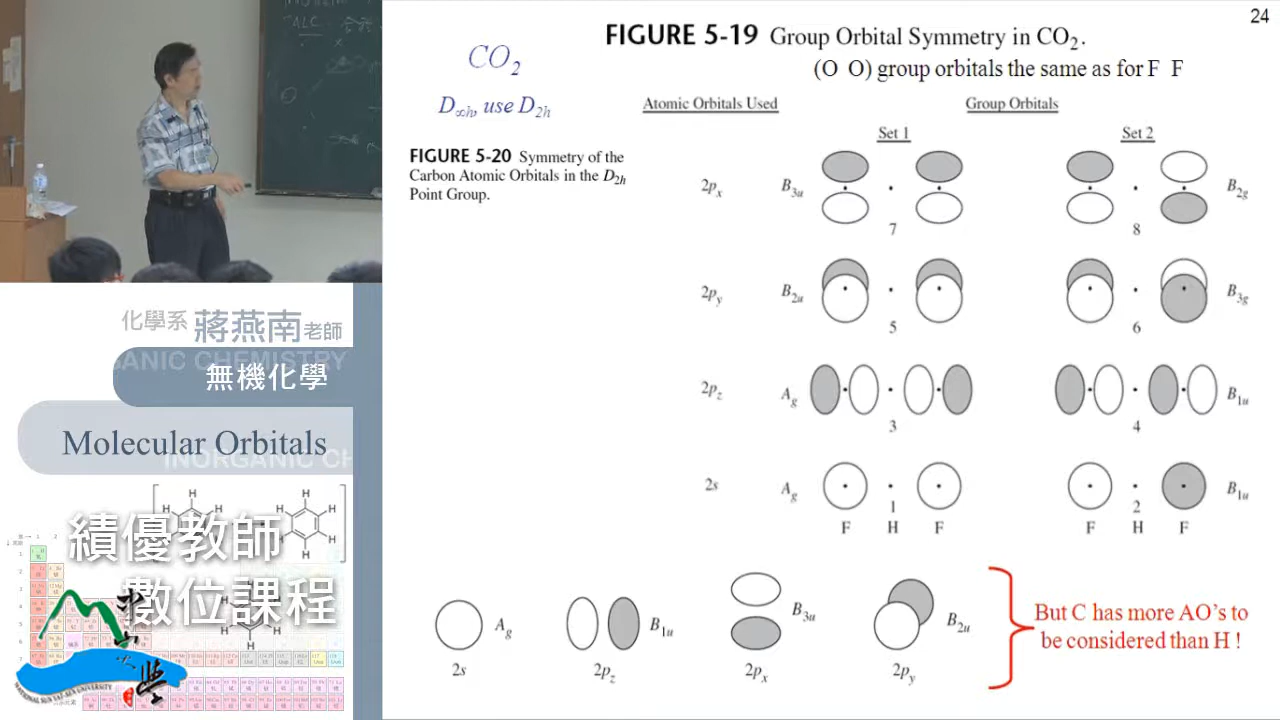 24
FIGURE 5-19 Group Orbital Symmetry in CO₂.
(O O) group orbitals the same as for F F
CO₂
D∞h, use D2h
FIGURE 5-20 Symmetry of the
Carbon Atomic Orbitals in the D2h
Point Group.
Atomic Orbitals Used
Group Orbitals
Set 1
Set 2
2px B3u B2g
7 8
2py B2u B3g
5 6
2pz Ag B1u
3 4
2s Ag B1u
1 2
F H F F H F
Ag B1u B3u B2u
2s 2pz 2px 2py
But C has more AO's to
be considered than H !
化學系 蔣燕南老師
無機化學
Molecular Orbitals
績優教師
數位課程